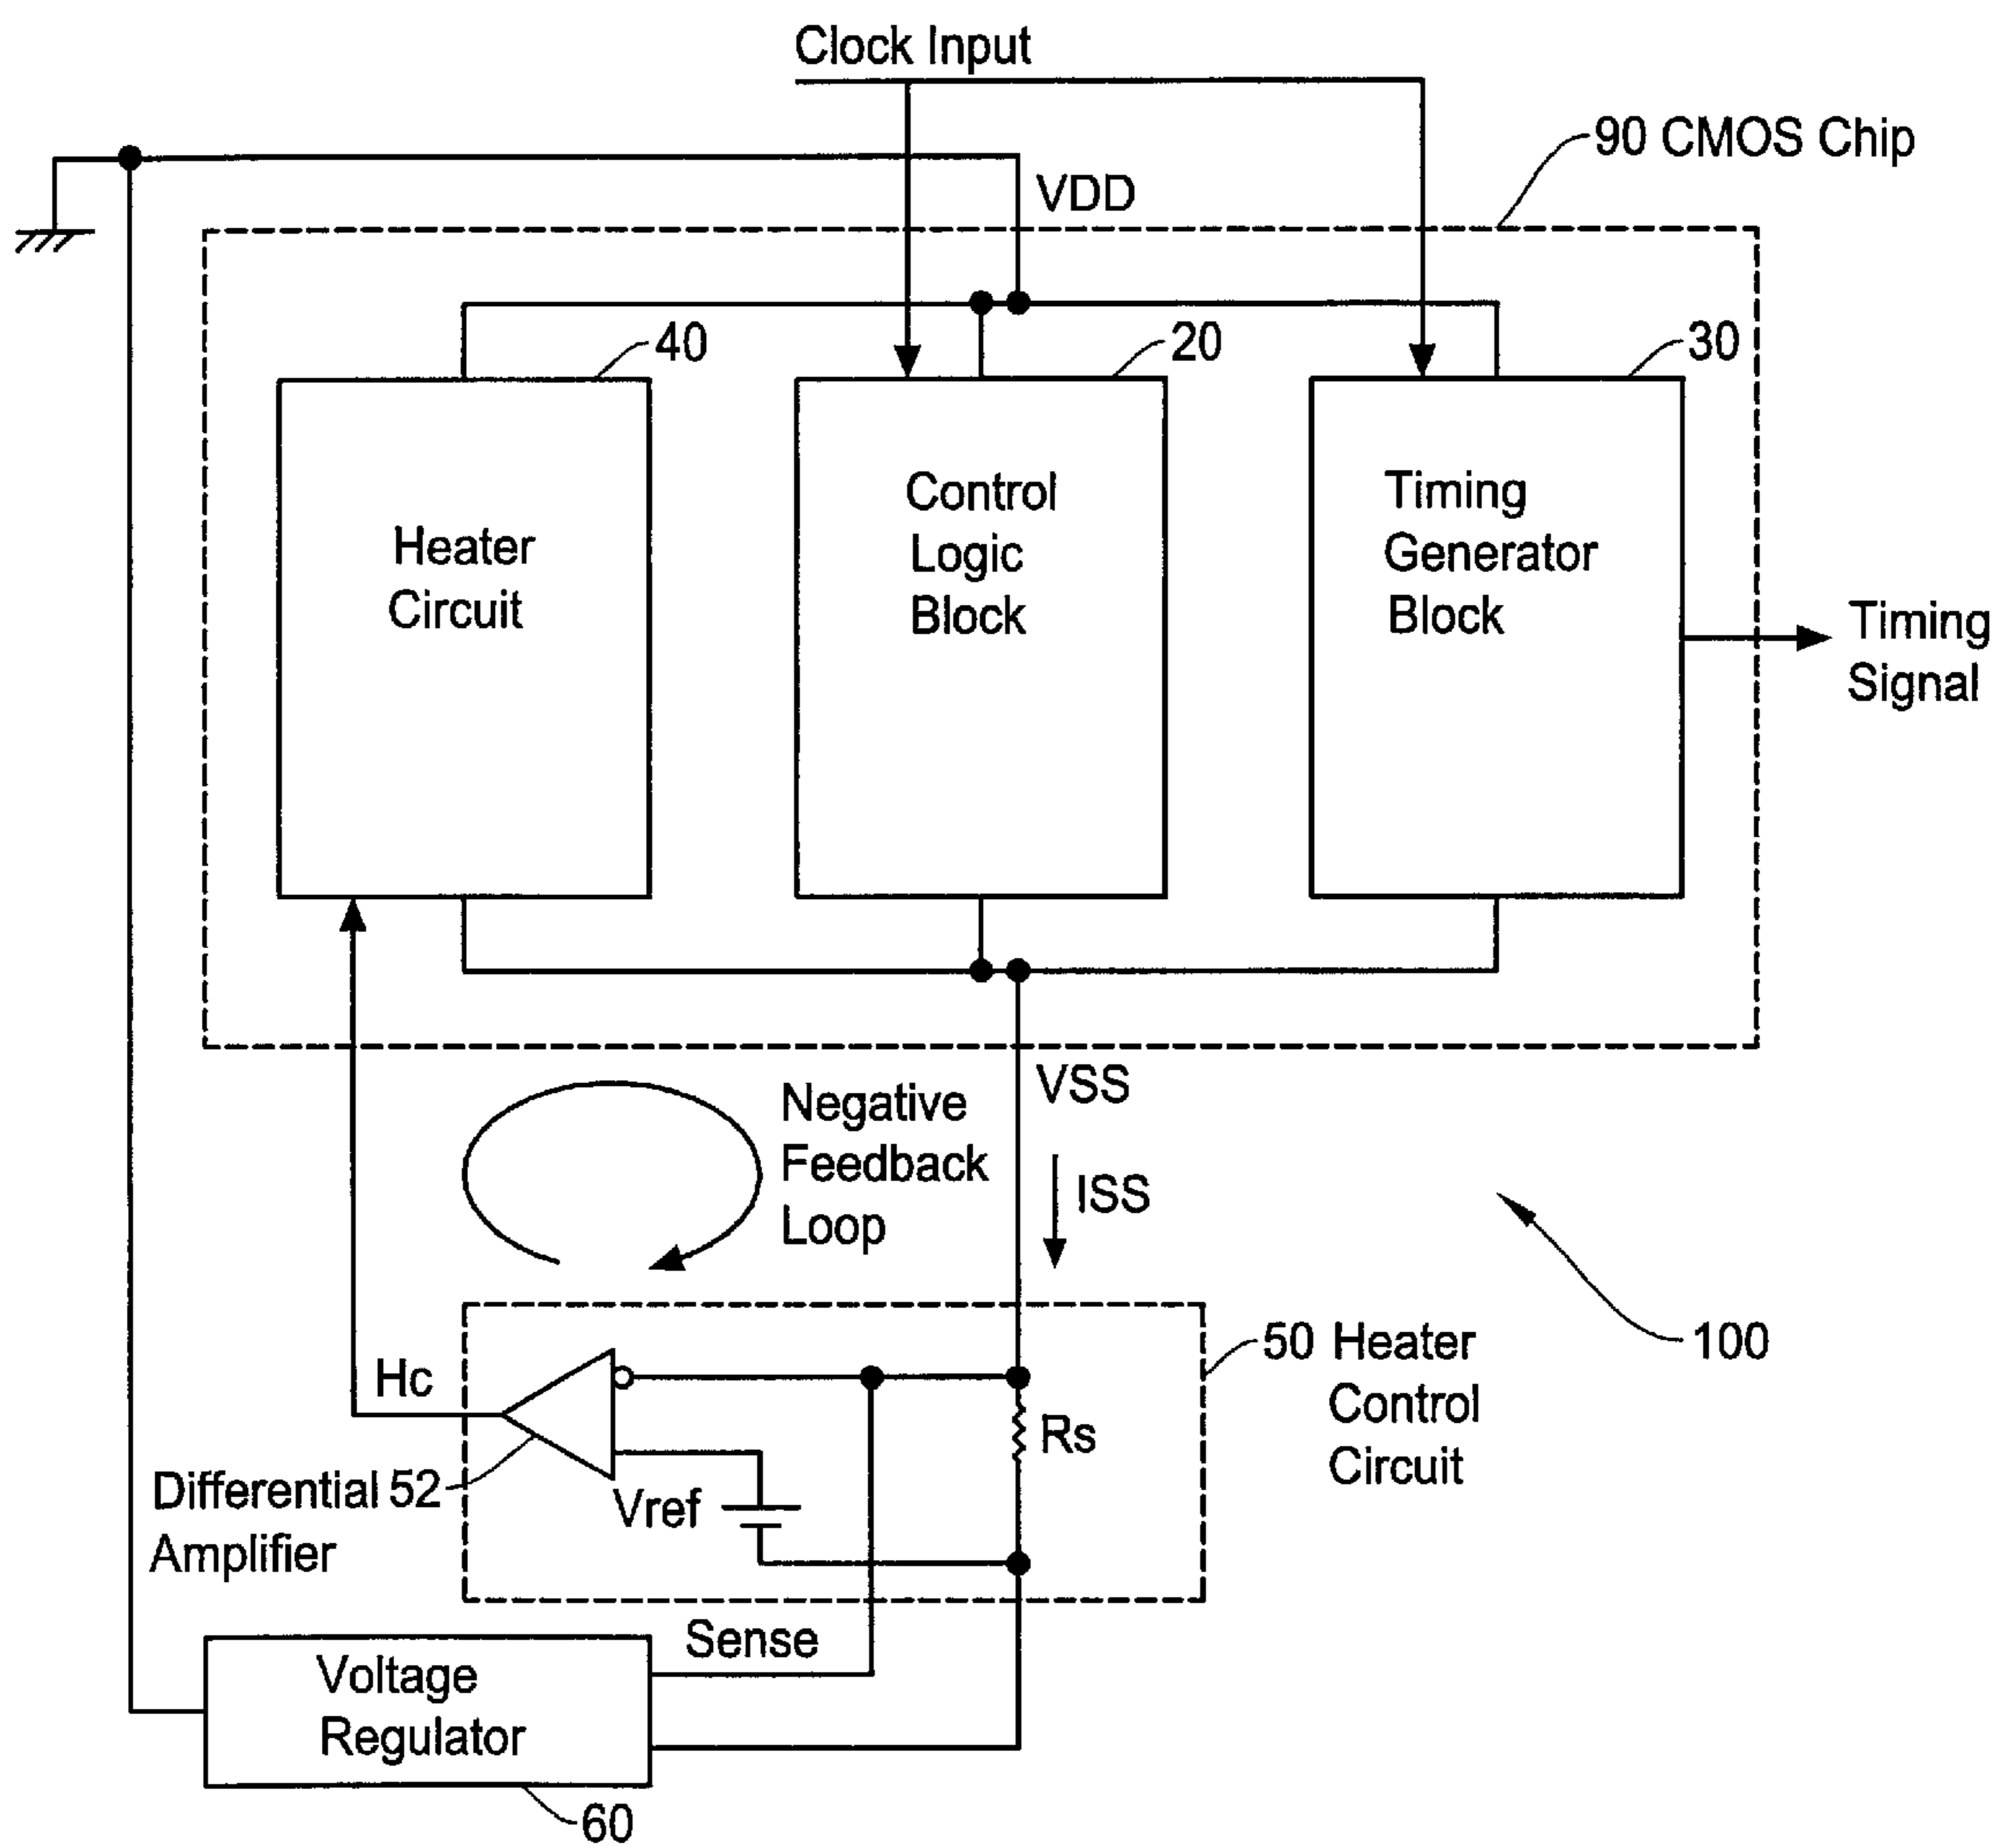 Clock Input
90 CMOS Chip
VDD
40
20
30
Heater
Circuit
Control
Logic
Block
Timing
Generator
Block
Timing
Signal
VSS
Negative
Feedback
Loop
ISS
100
50 Heater
Control
Circuit
Hc
Rs
Differential 52
Amplifier
Vref
Sense
Voltage
Regulator
60